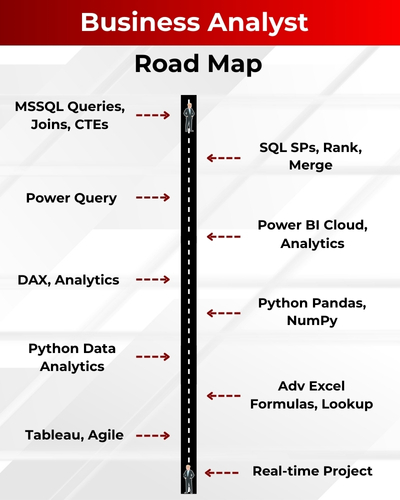 Business Analyst
Road Map
MSSQL Queries,
Joins, CTEs
SQL SPs, Rank,
Merge
Power Query
Power BI Cloud,
Analytics
DAX, Analytics
Python Pandas,
NumPy
Python Data
Analytics
Adv Excel
Formulas, Lookup
Tableau, Agile
Real-time Project